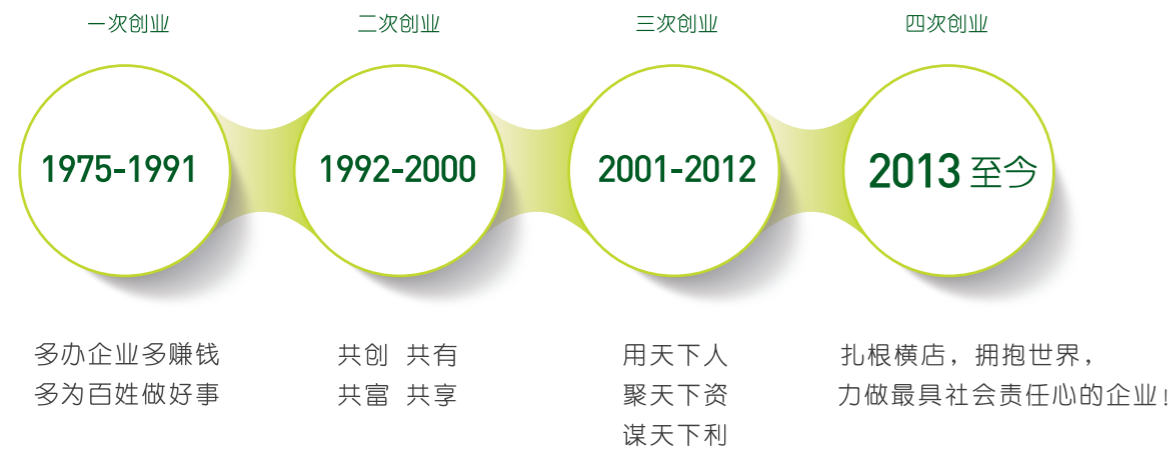 一次创业
二次创业
三次创业
四次创业
1975-1991
1992-2000
2001-2012
2013 至今
多办企业多赚钱
多为百姓做好事
共创 共有
共富 共享
用天下人
聚天下资
谋天下利
扎根横店，拥抱世界，
力做最具社会责任心的企业！